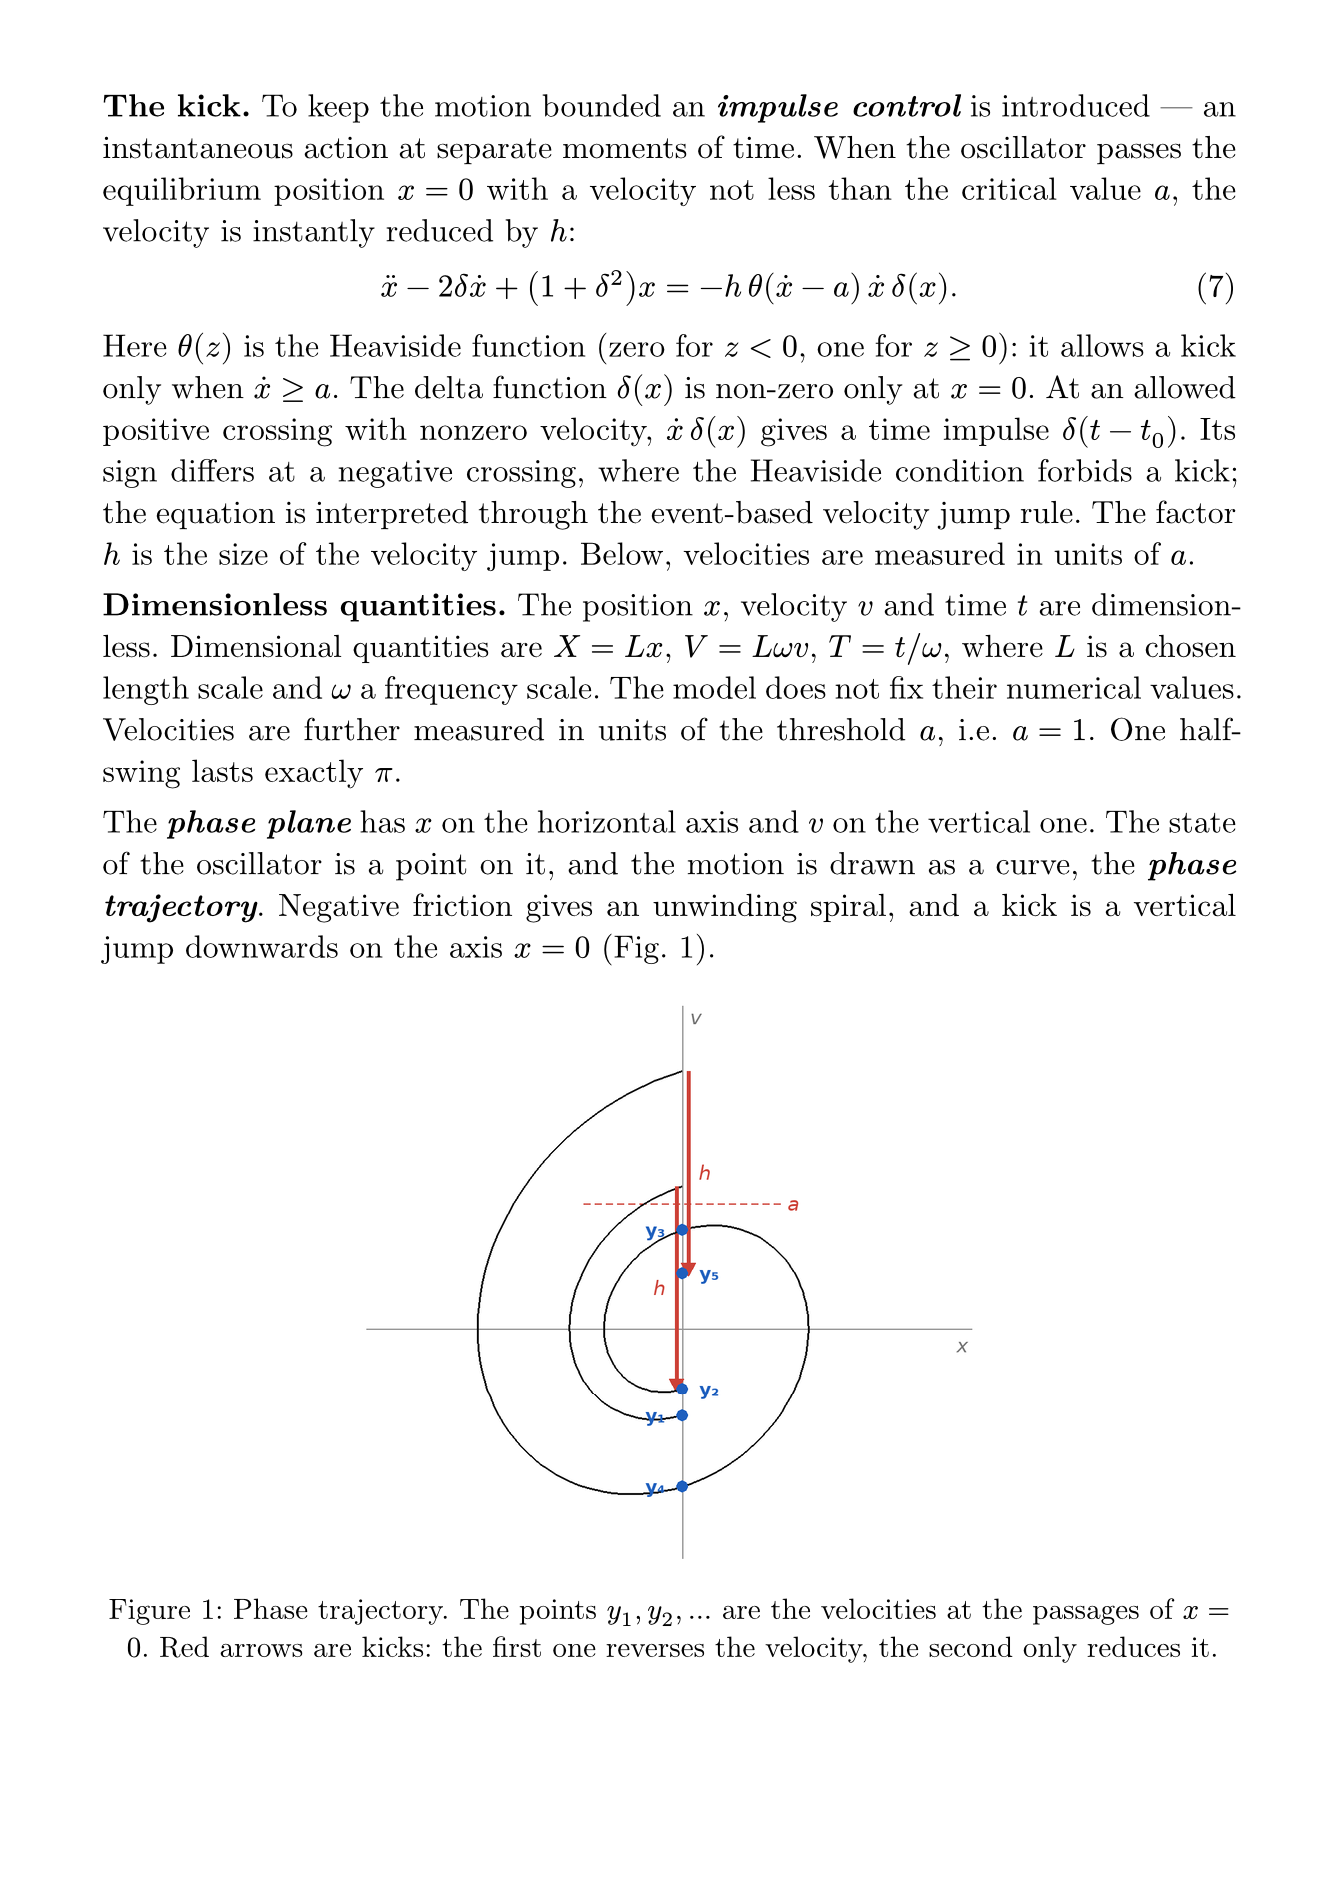 The kick. To keep the motion bounded an impulse control is introduced — an
instantaneous action at separate moments of time. When the oscillator passes the
equilibrium position x = 0 with a velocity not less than the critical value a, the
velocity is instantly reduced by h:
ẍ − 2δẋ + (1 + δ²)x = −h θ(ẋ − a) ẋ δ(x). (7)
Here θ(z) is the Heaviside function (zero for z < 0, one for z ≥ 0): it allows a kick
only when ẋ ≥ a. The delta function δ(x) is non-zero only at x = 0. At an allowed
positive crossing with nonzero velocity, ẋ δ(x) gives a time impulse δ(t − t₀). Its
sign differs at a negative crossing, where the Heaviside condition forbids a kick;
the equation is interpreted through the event-based velocity jump rule. The factor
h is the size of the velocity jump. Below, velocities are measured in units of a.
Dimensionless quantities. The position x, velocity v and time t are dimension-
less. Dimensional quantities are X = Lx, V = Lωv, T = t/ω, where L is a chosen
length scale and ω a frequency scale. The model does not fix their numerical values.
Velocities are further measured in units of the threshold a, i.e. a = 1. One half-
swing lasts exactly π.
The phase plane has x on the horizontal axis and v on the vertical one. The state
of the oscillator is a point on it, and the motion is drawn as a curve, the phase
trajectory. Negative friction gives an unwinding spiral, and a kick is a vertical
jump downwards on the axis x = 0 (Fig. 1).
v
h
a
y₃
y₅
h
x
y₂
y₁
y₄
Figure 1: Phase trajectory. The points y₁, y₂, ... are the velocities at the passages of x =
0. Red arrows are kicks: the first one reverses the velocity, the second only reduces it.